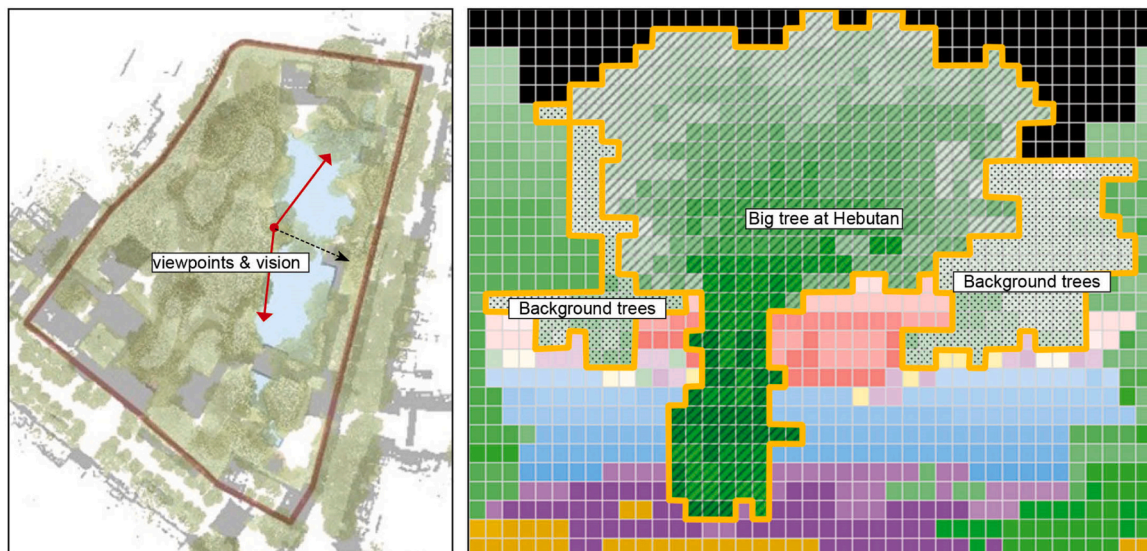 viewpoints & vision
Big tree at Hebutan
Background trees
Background trees